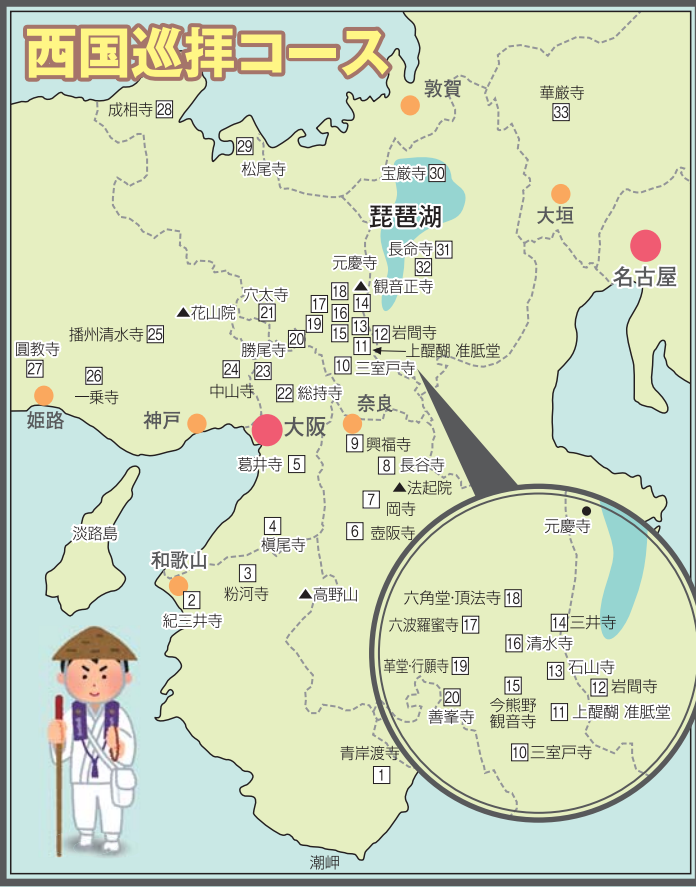 西国巡拝コース
敦賀
華厳寺
33
成相寺 28
29
松尾寺
宝厳寺 30
大垣
琵琶湖
名古屋
長命寺 31
32
観音正寺
元慶寺
穴太寺
21
花山院
18
14
17
16
13
19
15
12 岩間寺
20
11
上醍醐 准胝堂
播州清水寺 25
圓教寺
27
勝尾寺
23
10 三室戸寺
26
一乗寺
24
中山寺
22 総持寺
姫路
神戸
大阪
奈良
9 興福寺
葛井寺 5
8 長谷寺
法起院
7
岡寺
4
槇尾寺
6 壺阪寺
淡路島
和歌山
3
粉河寺
2
紀三井寺
高野山
青岸渡寺
1
潮岬
元慶寺
六角堂・頂法寺 18
六波羅蜜寺 17
14 三井寺
16 清水寺
革堂・行願寺 19
13 石山寺
20
善峯寺
15
今熊野
観音寺
12 岩間寺
11 上醍醐 准胝堂
10 三室戸寺